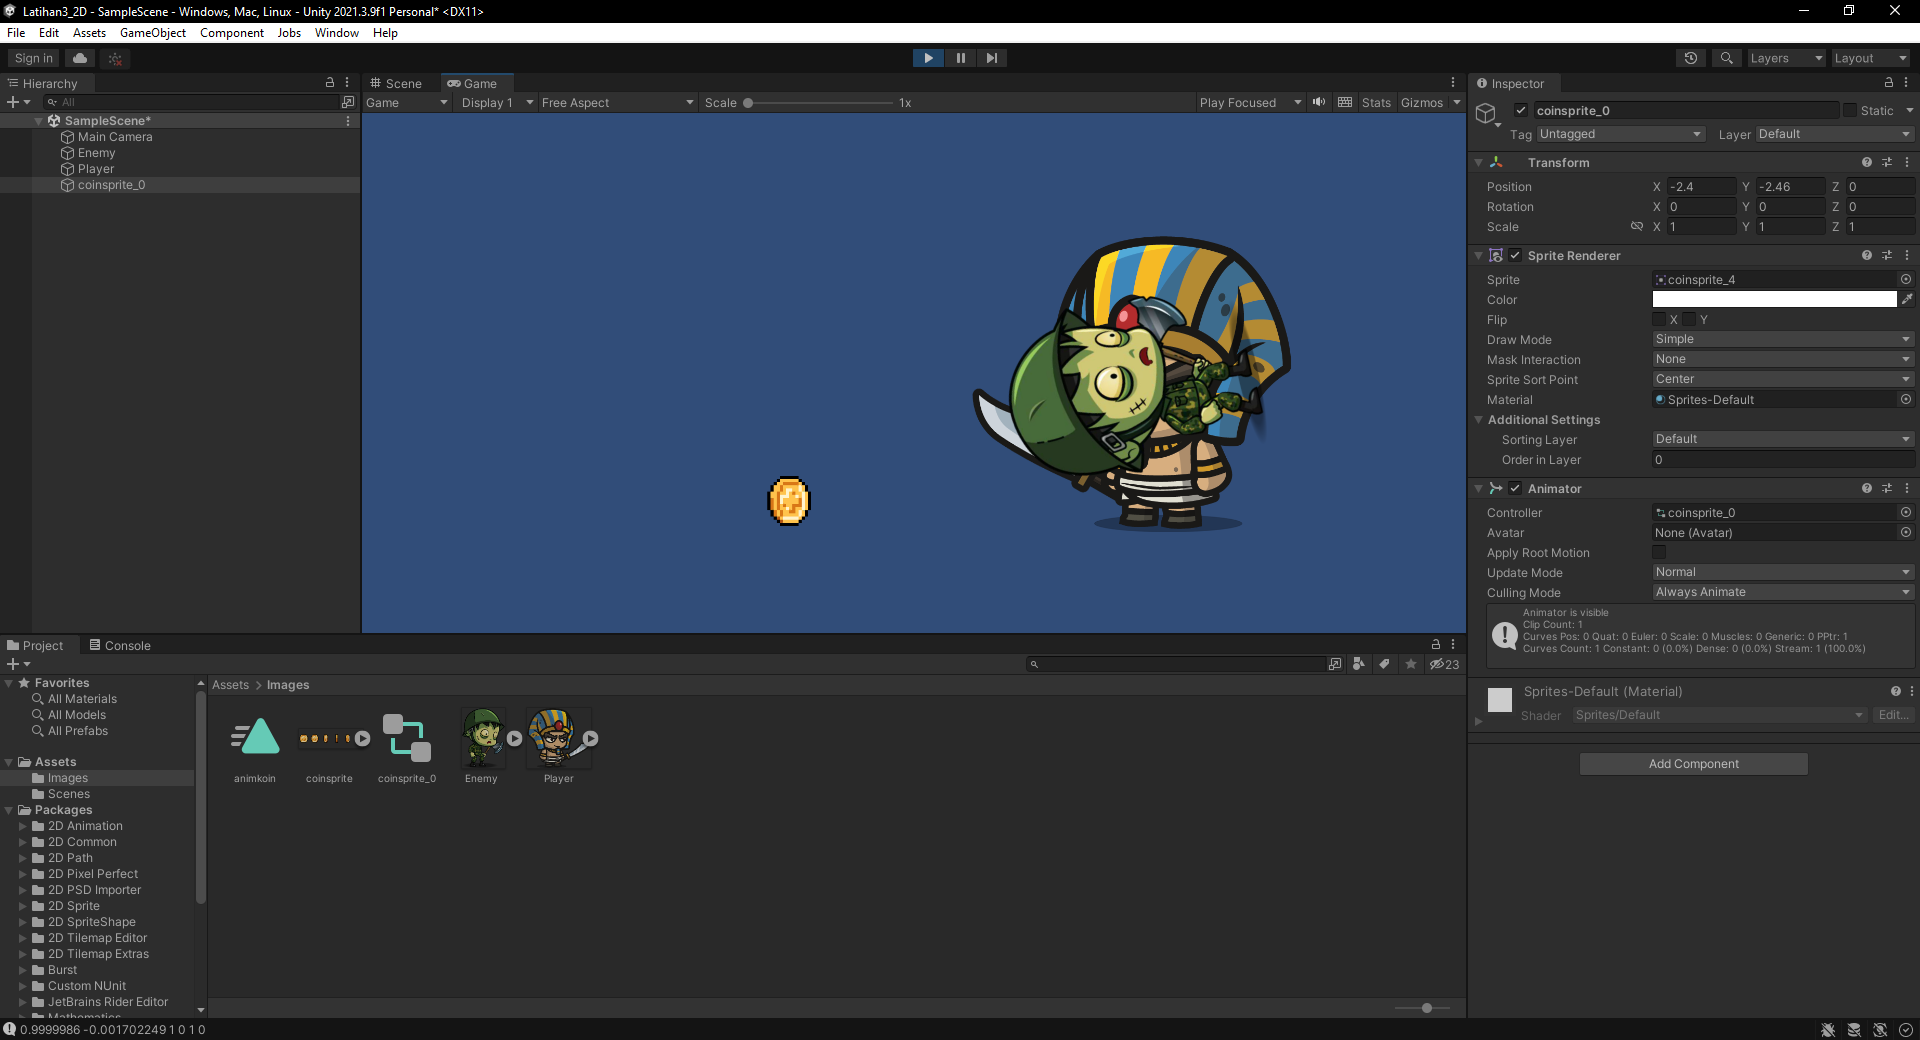 Latihan3_2D - SampleScene - Windows, Mac, Linux - Unity 2021.3.9f1 Personal* <DX11>
File Edit Assets GameObject Component Jobs Window Help
Sign in
Layers
Layout
Hierarchy
All
SampleScene*
Main Camera
Enemy
Player
coinsprite_0
Scene
Game
Game
Display 1
Free Aspect
Scale
1x
Play Focused
Stats
Gizmos
Inspector
coinsprite_0
Static
Tag Untagged
Layer Default
Transform
Position X -2.4 Y -2.46 Z 0
Rotation X 0 Y 0 Z 0
Scale X 1 Y 1 Z 1
Sprite Renderer
Sprite coinsprite_4
Color
Flip X Y
Draw Mode Simple
Mask Interaction None
Sprite Sort Point Center
Material Sprites-Default
Additional Settings
Sorting Layer Default
Order in Layer 0
Animator
Controller coinsprite_0
Avatar None (Avatar)
Apply Root Motion
Update Mode Normal
Culling Mode Always Animate
Animator is visible
Clip Count: 1
Curves Pos: 0 Quat: 0 Euler: 0 Scale: 0 Muscles: 0 Generic: 0 PPtr: 1
Curves Count: 1 Constant: 0 (0.0%) Dense: 0 (0.0%) Stream: 1 (100.0%)
Sprites-Default (Material)
Shader Sprites/Default Edit...
Add Component
Project
Console
23
Favorites
All Materials
All Models
All Prefabs
Assets
Images
Scenes
Packages
2D Animation
2D Common
2D Path
2D Pixel Perfect
2D PSD Importer
2D Sprite
2D SpriteShape
2D Tilemap Editor
2D Tilemap Extras
Burst
Custom NUnit
JetBrains Rider Editor
Mathematics
Assets > Images
animkoin
coinsprite
coinsprite_0
Enemy
Player
0.9999986 -0.001702249 1 0 1 0